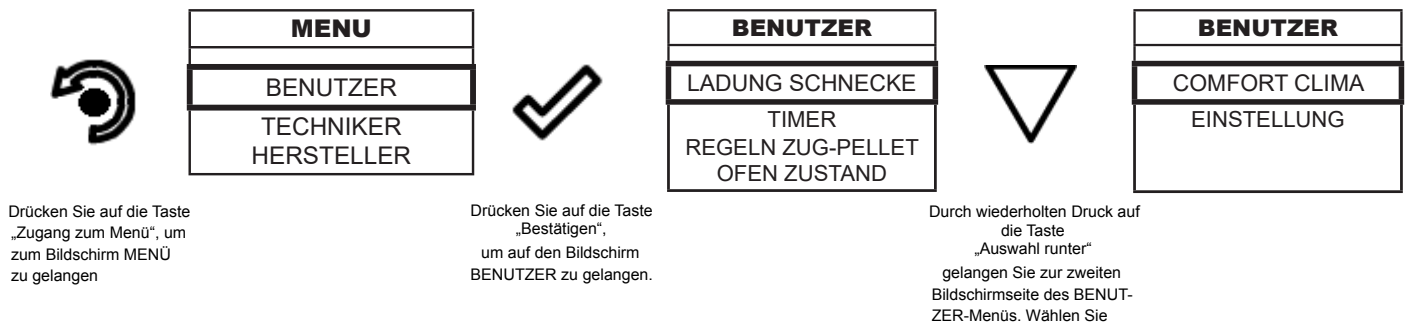 MENU
BENUTZER
TECHNIKER
HERSTELLER
Drücken Sie auf die Taste
„Zugang zum Menü“, um
zum Bildschirm MENÜ
zu gelangen
BENUTZER
LADUNG SCHNECKE
TIMER
REGELN ZUG-PELLET
OFEN ZUSTAND
Drücken Sie auf die Taste
„Bestätigen“,
um auf den Bildschirm
BENUTZER zu gelangen.
BENUTZER
COMFORT CLIMA
EINSTELLUNG
Durch wiederholten Druck auf
die Taste
„Auswahl runter“
gelangen Sie zur zweiten
Bildschirmseite des BENUT-
ZER-Menüs. Wählen Sie